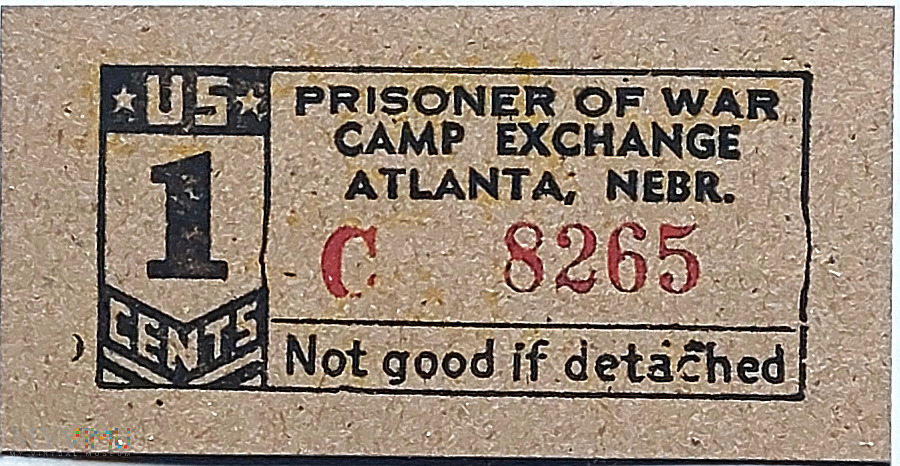 US
1
CENTS
PRISONER OF WAR
CAMP EXCHANGE
ATLANTA, NEBR.
C 8265
Not good if detached